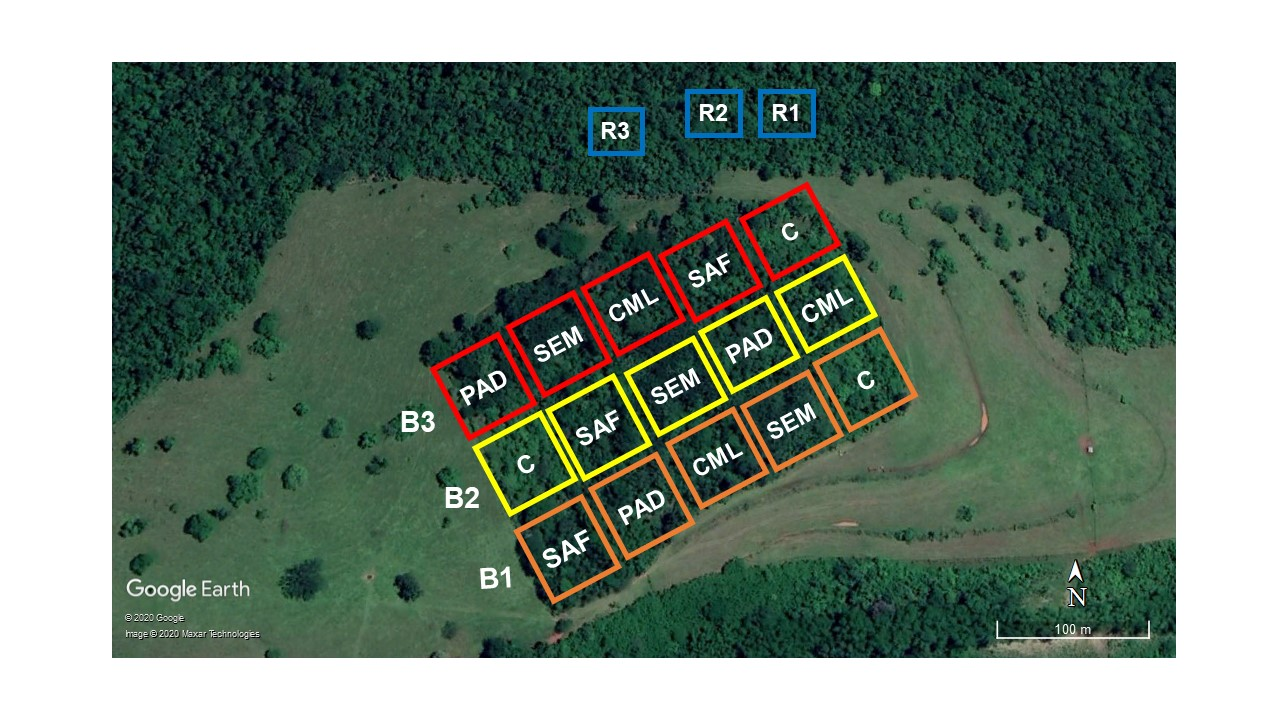 R3 R2 R1
B3 PAD SEM CML SAF C
B2 C SAF SEM PAD CML
B1 SAF PAD CML SEM C
Google Earth
© 2020 Google
Image © 2020 Maxar Technologies
N
100 m